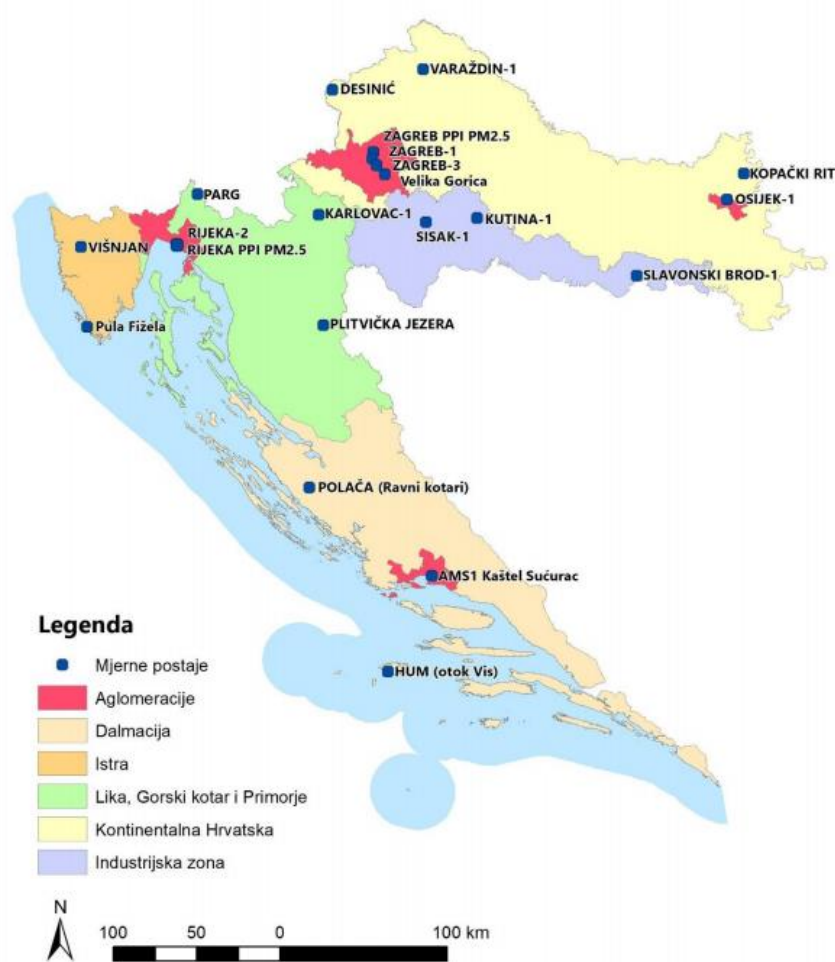 VARAŽDIN-1
DESINIĆ
ZAGREB PPI PM2.5
ZAGREB-1
ZAGREB-3
Velika Gorica
KOPAČKI RIT
OSIJEK-1
PARG
KARLOVAC-1
KUTINA-1
SISAK-1
RIJEKA-2
RIJEKA PPI PM2.5
VIŠNJAN
SLAVONSKI BROD-1
Pula Fižela
PLITVIČKA JEZERA
POLAČA (Ravni kotari)
AMS1 Kaštel Sućurac
HUM (otok Vis)
Legenda
Mjerne postaje
Aglomeracije
Dalmacija
Istra
Lika, Gorski kotar i Primorje
Kontinentalna Hrvatska
Industrijska zona
N
100 50 0 100 km